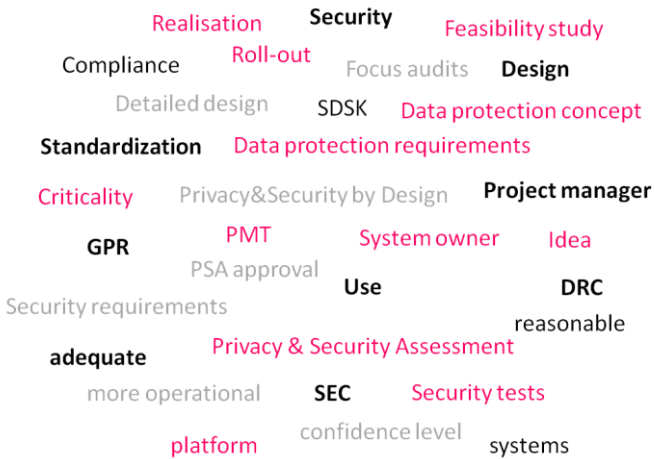 Realisation Security Feasibility study
Compliance Roll-out Focus audits Design
Detailed design SDSK Data protection concept
Standardization Data protection requirements
Criticality Privacy&Security by Design Project manager
GPR PMT System owner Idea
PSA approval
Use DRC
Security requirements
reasonable
adequate Privacy & Security Assessment
more operational SEC Security tests
platform confidence level systems